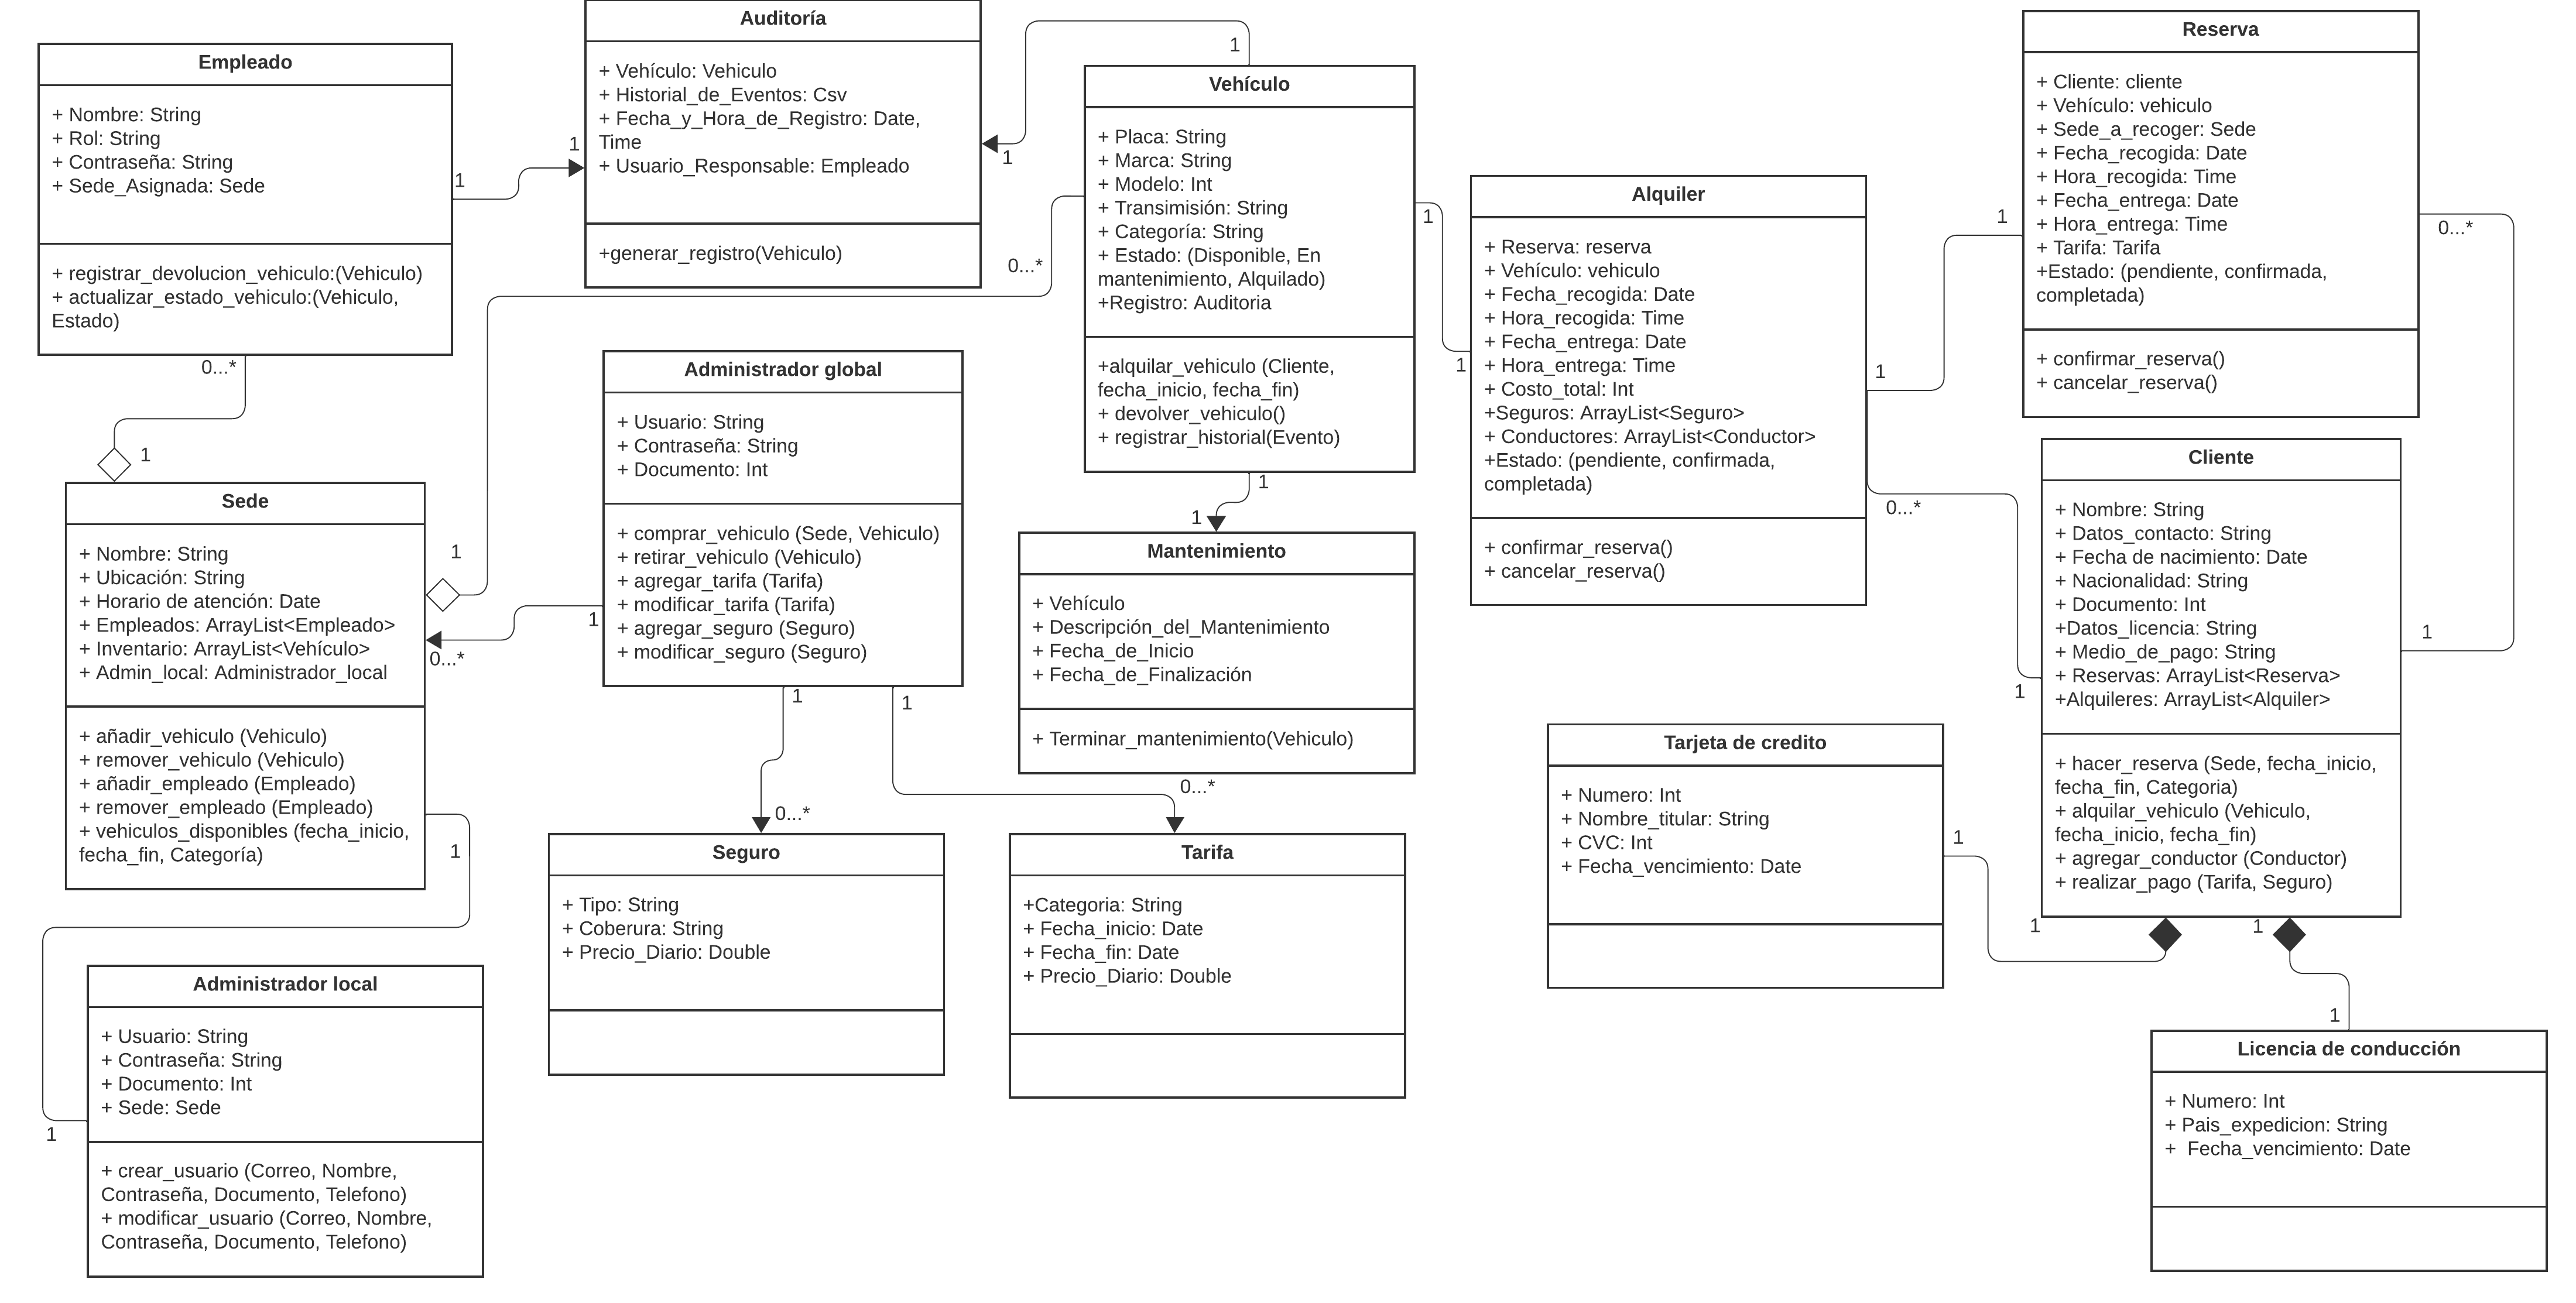 Empleado
+ Nombre: String
+ Rol: String
+ Contraseña: String
+ Sede_Asignada: Sede
+ registrar_devolucion_vehiculo:(Vehiculo)
+ actualizar_estado_vehiculo:(Vehiculo,
Estado)
0...*
1
1
1
Auditoría
+ Vehículo: Vehiculo
+ Historial_de_Eventos: Csv
+ Fecha_y_Hora_de_Registro: Date,
Time
+ Usuario_Responsable: Empleado
+generar_registro(Vehiculo)
1
1
Vehículo
+ Placa: String
+ Marca: String
+ Modelo: Int
+ Transimisión: String
+ Categoría: String
+ Estado: (Disponible, En
mantenimiento, Alquilado)
+Registro: Auditoria
+alquilar_vehiculo (Cliente,
fecha_inicio, fecha_fin)
+ devolver_vehiculo()
+ registrar_historial(Evento)
0...*
1
1
1
1
1
Alquiler
+ Reserva: reserva
+ Vehículo: vehiculo
+ Fecha_recogida: Date
+ Hora_recogida: Time
+ Fecha_entrega: Date
+ Hora_entrega: Time
+ Costo_total: Int
+Seguros: ArrayList<Seguro>
+ Conductores: ArrayList<Conductor>
+Estado: (pendiente, confirmada,
completada)
+ confirmar_reserva()
+ cancelar_reserva()
1
1
0...*
1
Reserva
+ Cliente: cliente
+ Vehículo: vehiculo
+ Sede_a_recoger: Sede
+ Fecha_recogida: Date
+ Hora_recogida: Time
+ Fecha_entrega: Date
+ Hora_entrega: Time
+ Tarifa: Tarifa
+Estado: (pendiente, confirmada,
completada)
+ confirmar_reserva()
+ cancelar_reserva()
0...*
1
Sede
+ Nombre: String
+ Ubicación: String
+ Horario de atención: Date
+ Empleados: ArrayList<Empleado>
+ Inventario: ArrayList<Vehículo>
+ Admin_local: Administrador_local
+ añadir_vehiculo (Vehiculo)
+ remover_vehiculo (Vehiculo)
+ añadir_empleado (Empleado)
+ remover_empleado (Empleado)
+ vehiculos_disponibles (fecha_inicio,
fecha_fin, Categoría)
0...*
1
1
1
Administrador global
+ Usuario: String
+ Contraseña: String
+ Documento: Int
+ comprar_vehiculo (Sede, Vehiculo)
+ retirar_vehiculo (Vehiculo)
+ agregar_tarifa (Tarifa)
+ modificar_tarifa (Tarifa)
+ agregar_seguro (Seguro)
+ modificar_seguro (Seguro)
1
1
0...*
0...*
Mantenimiento
+ Vehículo
+ Descripción_del_Mantenimiento
+ Fecha_de_Inicio
+ Fecha_de_Finalización
+ Terminar_mantenimiento(Vehiculo)
Cliente
+ Nombre: String
+ Datos_contacto: String
+ Fecha de nacimiento: Date
+ Nacionalidad: String
+ Documento: Int
+Datos_licencia: String
+ Medio_de_pago: String
+ Reservas: ArrayList<Reserva>
+Alquileres: ArrayList<Alquiler>
+ hacer_reserva (Sede, fecha_inicio,
fecha_fin, Categoria)
+ alquilar_vehiculo (Vehiculo,
fecha_inicio, fecha_fin)
+ agregar_conductor (Conductor)
+ realizar_pago (Tarifa, Seguro)
1
1
1
1
Tarjeta de credito
+ Numero: Int
+ Nombre_titular: String
+ CVC: Int
+ Fecha_vencimiento: Date
Seguro
+ Tipo: String
+ Coberura: String
+ Precio_Diario: Double
Tarifa
+Categoria: String
+ Fecha_inicio: Date
+ Fecha_fin: Date
+ Precio_Diario: Double
Administrador local
+ Usuario: String
+ Contraseña: String
+ Documento: Int
+ Sede: Sede
+ crear_usuario (Correo, Nombre,
Contraseña, Documento, Telefono)
+ modificar_usuario (Correo, Nombre,
Contraseña, Documento, Telefono)
Licencia de conducción
+ Numero: Int
+ Pais_expedicion: String
+  Fecha_vencimiento: Date